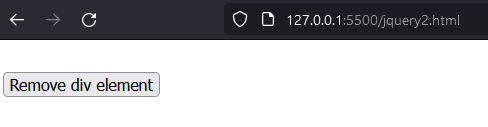 127.0.0.1:5500/jquery2.html
Remove div element